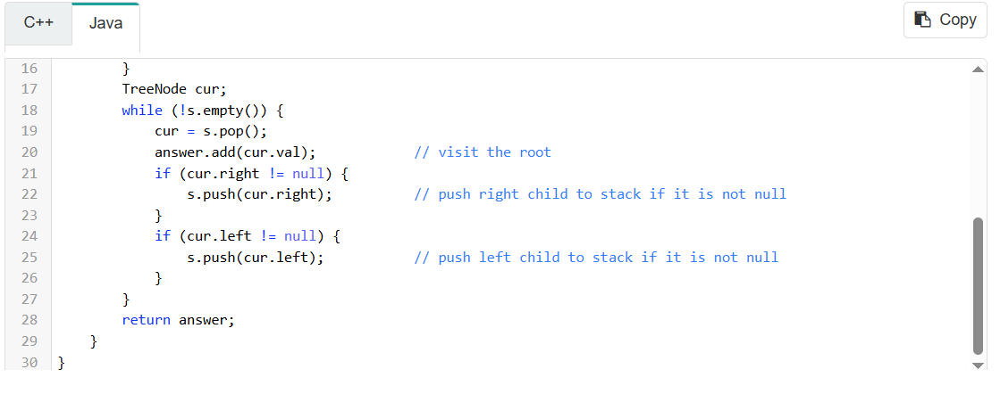 C++
Java
Copy
16         }
17         TreeNode cur;
18         while (!s.empty()) {
19             cur = s.pop();
20             answer.add(cur.val);            // visit the root
21             if (cur.right != null) {
22                 s.push(cur.right);          // push right child to stack if it is not null
23             }
24             if (cur.left != null) {
25                 s.push(cur.left);           // push left child to stack if it is not null
26             }
27         }
28         return answer;
29     }
30 }